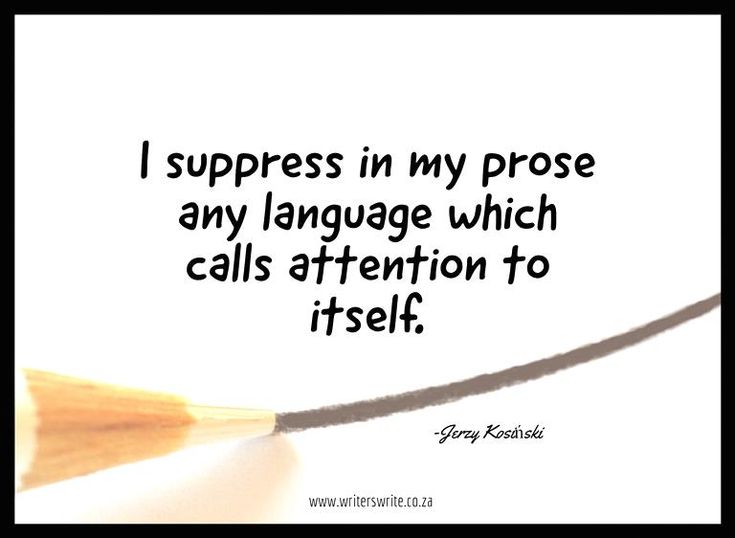 I suppress in my prose
any language which
calls attention to
itself.
-Jerzy Kosiński
www.writerswrite.co.za